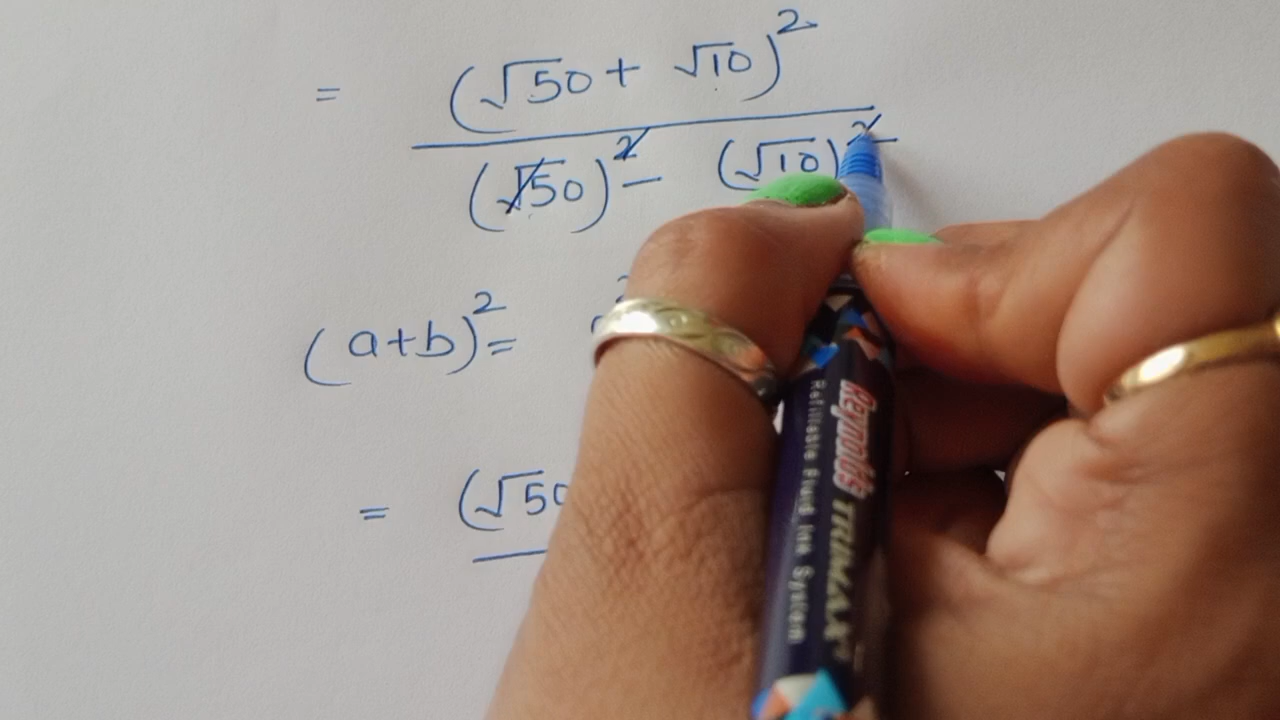 = (√50 + √10)²
(√50)² - (√10)²
(a+b)² =
= (√50
Reynolds TRIMAX
Refillable Fluid Ink System